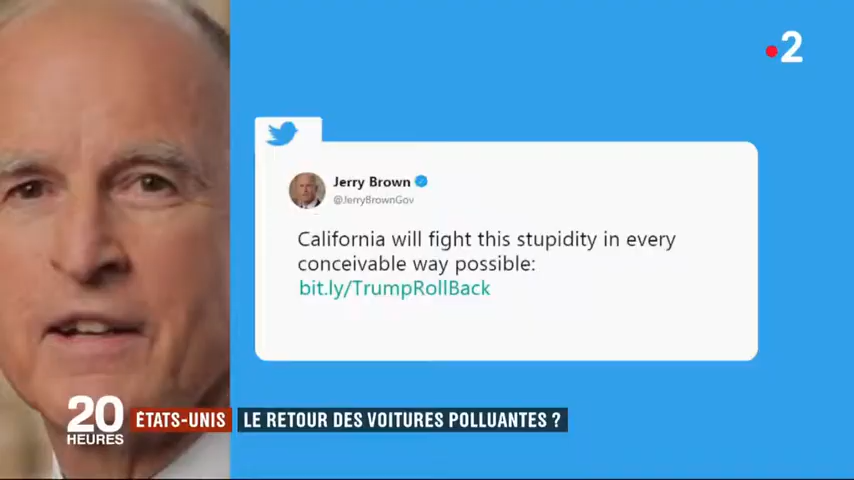 2
Jerry Brown
@JerryBrownGov
California will fight this stupidity in every
conceivable way possible:
bit.ly/TrumpRollBack
20
HEURES
ÉTATS-UNIS
LE RETOUR DES VOITURES POLLUANTES ?